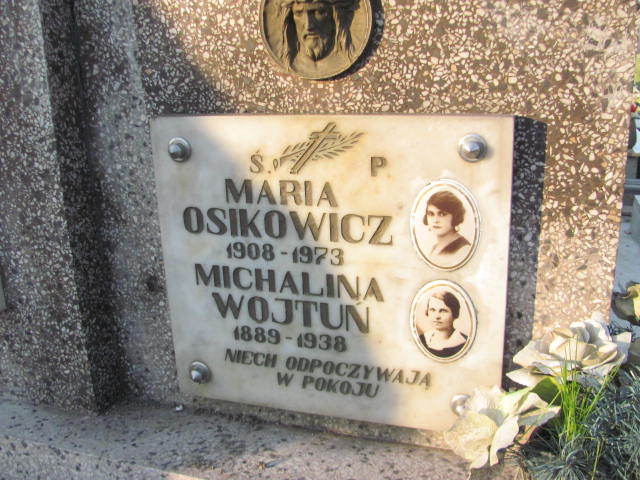 Ś. P.
MARIA
OSIKOWICZ
1908-1973
MICHALINA
WOJTUŃ
1889-1938
NIECH ODPOCZYWAJĄ
W POKOJU